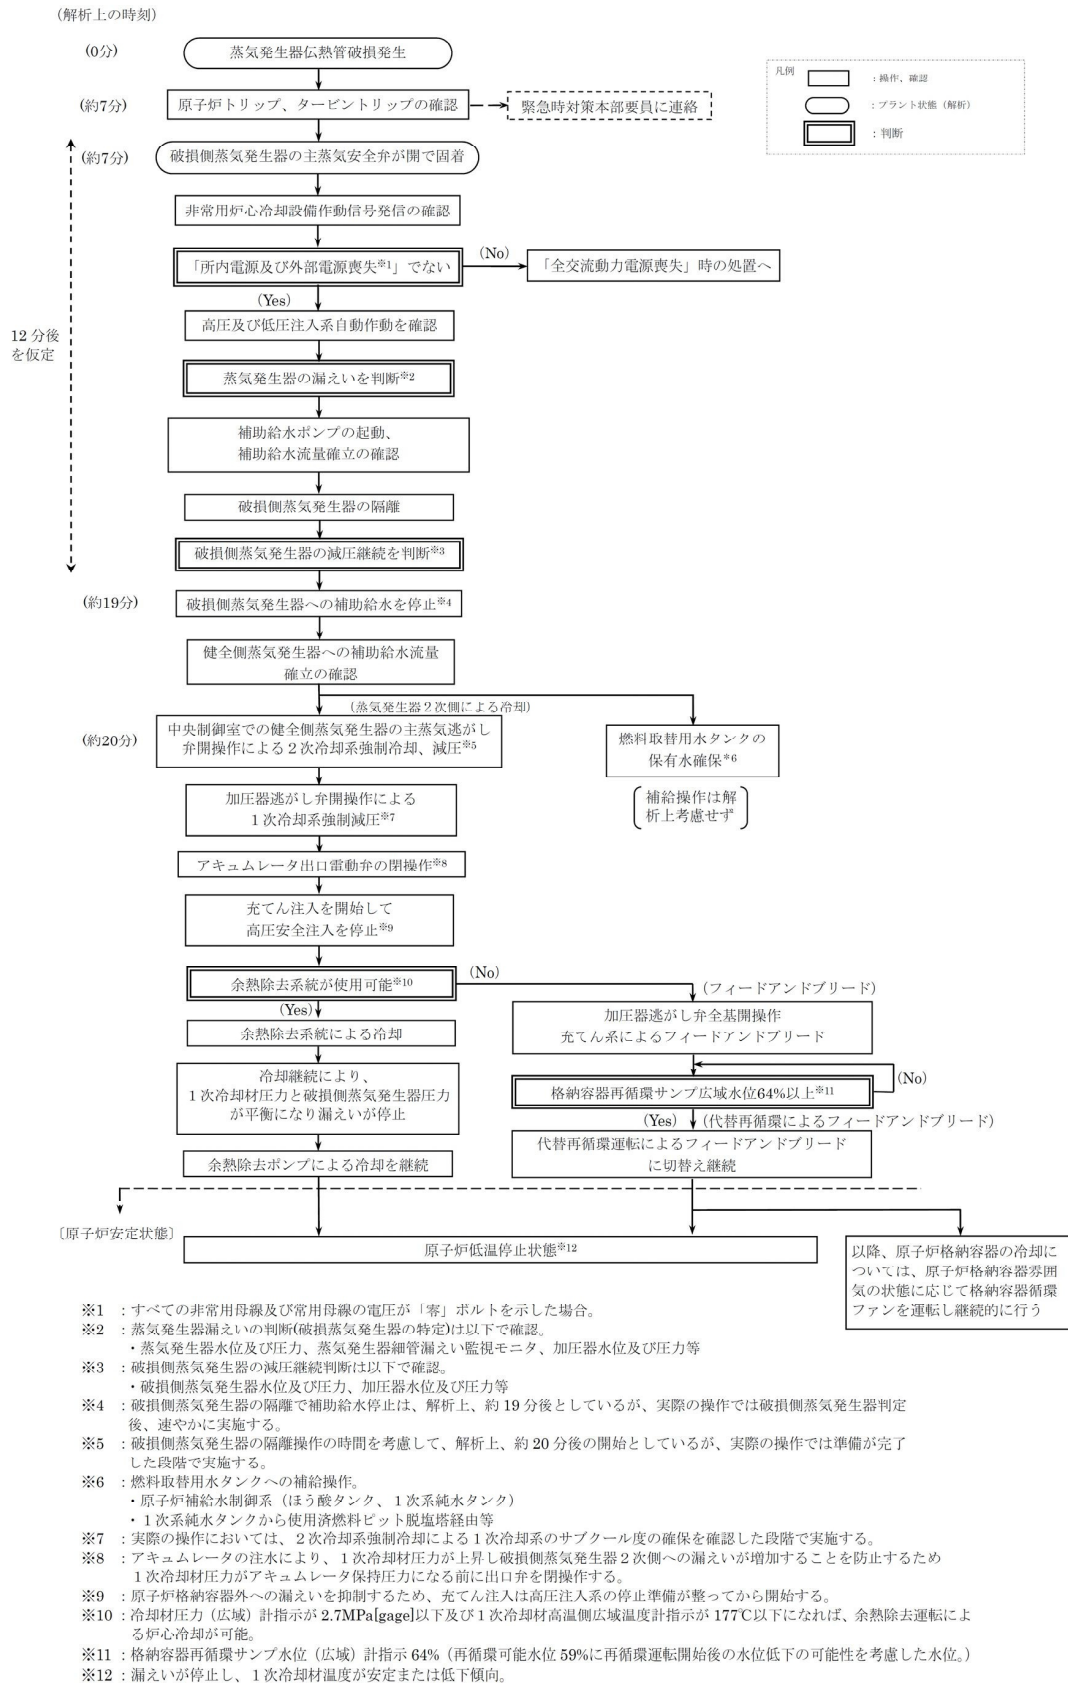 (解析上の時刻)
(0分)
蒸気発生器伝熱管破損発生
凡例
：操作、確認
：プラント状態（解析）
：判断
(約7分)
原子炉トリップ、タービントリップの確認
緊急時対策本部要員に連絡
(約7分)
破損側蒸気発生器の主蒸気安全弁が開で固着
非常用炉心冷却設備作動信号発信の確認
「所内電源及び外部電源喪失※1」でない
(No)
「全交流動力電源喪失」時の処置へ
(Yes)
高圧及び低圧注入系自動作動を確認
12 分後
を仮定
蒸気発生器の漏えいを判断※2
補助給水ポンプの起動、
補助給水流量確立の確認
破損側蒸気発生器の隔離
破損側蒸気発生器の減圧継続を判断※3
(約19分)
破損側蒸気発生器への補助給水を停止※4
健全側蒸気発生器への補助給水流量
確立の確認
(蒸気発生器２次側による冷却)
(約20分)
中央制御室での健全側蒸気発生器の主蒸気逃がし
弁開操作による２次冷却系強制冷却、減圧※5
燃料取替用水タンクの
保有水確保※6
補給操作は解
析上考慮せず
加圧器逃がし弁開操作による
１次冷却系強制減圧※7
アキュムレータ出口電動弁の閉操作※8
充てん注入を開始して
高圧安全注入を停止※9
余熱除去系統が使用可能※10
(No)
(フィードアンドブリード)
(Yes)
加圧器逃がし弁全基開操作
充てん系によるフィードアンドブリード
余熱除去系統による冷却
冷却継続により、
１次冷却材圧力と破損側蒸気発生器圧力
が平衡になり漏えいが停止
格納容器再循環サンプ広域水位64%以上※11
(No)
(Yes)
(代替再循環によるフィードアンドブリード)
代替再循環運転によるフィードアンドブリード
に切替え継続
余熱除去ポンプによる冷却を継続
〔原子炉安定状態〕
原子炉低温停止状態※12
以降、原子炉格納容器の冷却に
ついては、原子炉格納容器雰囲
気の状態に応じて格納容器循環
ファンを運転し継続的に行う
※1 ：すべての非常用母線及び常用母線の電圧が「零」ボルトを示した場合。
※2 ：蒸気発生器漏えいの判断(破損蒸気発生器の特定)は以下で確認。
・蒸気発生器水位及び圧力、蒸気発生器細管漏えい監視モニタ、加圧器水位及び圧力等
※3 ：破損側蒸気発生器の減圧継続判断は以下で確認。
・破損側蒸気発生器水位及び圧力、加圧器水位及び圧力等
※4 ：破損側蒸気発生器の隔離で補助給水停止は、解析上、約 19 分後としているが、実際の操作では破損側蒸気発生器判定
後、速やかに実施する。
※5 ：破損側蒸気発生器の隔離操作の時間を考慮して、解析上、約 20 分後の開始としているが、実際の操作では準備が完了
した段階で実施する。
※6 ：燃料取替用水タンクへの補給操作。
・原子炉補給水制御系（ほう酸タンク、１次系純水タンク）
・１次系純水タンクから使用済燃料ピット脱塩塔経由等
※7 ：実際の操作においては、２次冷却系強制冷却による１次冷却系のサブクール度の確保を確認した段階で実施する。
※8 ：アキュムレータの注水により、１次冷却材圧力が上昇し破損側蒸気発生器２次側への漏えいが増加することを防止するため
１次冷却材圧力がアキュムレータ保持圧力になる前に出口弁を閉操作する。
※9 ：原子炉格納容器外への漏えいを抑制するため、充てん注入は高圧注入系の停止準備が整ってから開始する。
※10 ：冷却材圧力（広域）計指示が 2.7MPa[gage]以下及び１次冷却材高温側広域温度計指示が 177℃以下になれば、余熱除去運転によ
る炉心冷却が可能。
※11 ：格納容器再循環サンプ水位（広域）計指示 64%（再循環可能水位 59%に再循環運転開始後の水位低下の可能性を考慮した水位。）
※12 ：漏えいが停止し、１次冷却材温度が安定または低下傾向。